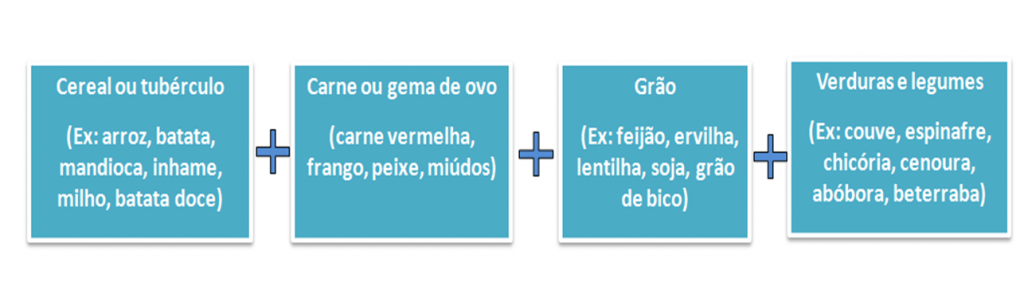 Cereal ou tubérculo
(Ex: arroz, batata,
mandioca, inhame,
milho, batata doce)
Carne ou gema de ovo
(carne vermelha,
frango, peixe, miúdos)
Grão
(Ex: feijão, ervilha,
lentilha, soja, grão
de bico)
Verduras e legumes
(Ex: couve, espinafre,
chicória, cenoura,
abóbora, beterraba)